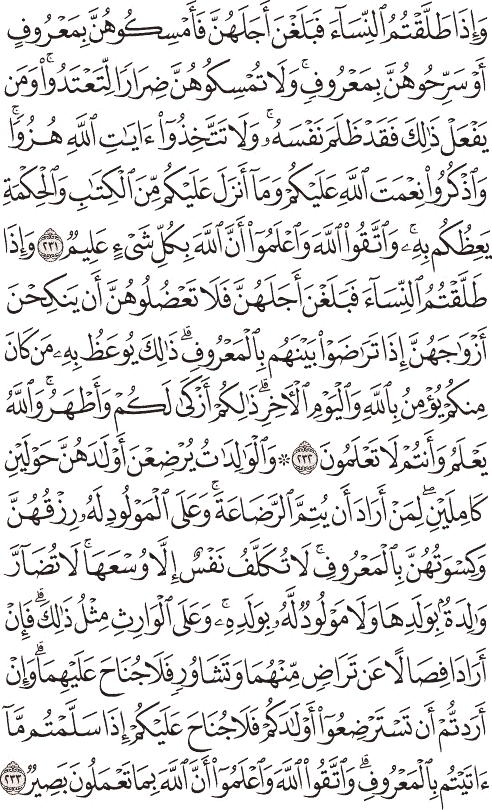 وَإِذَا طَلَّقْتُمُ ٱلنِّسَآءَ فَبَلَغْنَ أَجَلَهُنَّ فَأَمْسِكُوهُنَّ بِمَعْرُوفٍ
أَوْ سَرِّحُوهُنَّ بِمَعْرُوفٍۚ وَلَا تُمْسِكُوهُنَّ ضِرَارًا لِّتَعْتَدُوا۟ۚ وَمَن
يَفْعَلْ ذَٰلِكَ فَقَدْ ظَلَمَ نَفْسَهُۥۚ وَلَا تَتَّخِذُوٓا۟ ءَايَٰتِ ٱللَّهِ هُزُوًاۚ
وَٱذْكُرُوا۟ نِعْمَتَ ٱللَّهِ عَلَيْكُمْ وَمَآ أَنزَلَ عَلَيْكُم مِّنَ ٱلْكِتَٰبِ وَٱلْحِكْمَةِ
يَعِظُكُم بِهِۦۚ وَٱتَّقُوا۟ ٱللَّهَ وَٱعْلَمُوٓا۟ أَنَّ ٱللَّهَ بِكُلِّ شَىْءٍ عَلِيمٌ ٢٣١ وَإِذَا
طَلَّقْتُمُ ٱلنِّسَآءَ فَبَلَغْنَ أَجَلَهُنَّ فَلَا تَعْضُلُوهُنَّ أَن يَنكِحْنَ
أَزْوَٰجَهُنَّ إِذَا تَرَٰضَوْا۟ بَيْنَهُم بِٱلْمَعْرُوفِۗ ذَٰلِكَ يُوعَظُ بِهِۦ مَن كَانَ
مِنكُمْ يُؤْمِنُ بِٱللَّهِ وَٱلْيَوْمِ ٱلْءَاخِرِۗ ذَٰلِكُمْ أَزْكَىٰ لَكُمْ وَأَطْهَرُۚ وَٱللَّهُ
يَعْلَمُ وَأَنتُمْ لَا تَعْلَمُونَ ٢٣٢ ۞ وَٱلْوَٰلِدَٰتُ يُرْضِعْنَ أَوْلَٰدَهُنَّ حَوْلَيْنِ
كَامِلَيْنِۖ لِمَنْ أَرَادَ أَن يُتِمَّ ٱلرَّضَاعَةَۚ وَعَلَى ٱلْمَوْلُودِ لَهُۥ رِزْقُهُنَّ
وَكِسْوَتُهُنَّ بِٱلْمَعْرُوفِۚ لَا تُكَلَّفُ نَفْسٌ إِلَّا وُسْعَهَاۚ لَا تُضَآرَّ
وَٰلِدَةٌۢ بِوَلَدِهَا وَلَا مَوْلُودٌ لَّهُۥ بِوَلَدِهِۦۚ وَعَلَى ٱلْوَارِثِ مِثْلُ ذَٰلِكَۗ فَإِنْ
أَرَادَا فِصَالًا عَن تَرَاضٍ مِّنْهُمَا وَتَشَاوُرٍ فَلَا جُنَاحَ عَلَيْهِمَاۗ وَإِنْ
أَرَدتُّمْ أَن تَسْتَرْضِعُوٓا۟ أَوْلَٰدَكُمْ فَلَا جُنَاحَ عَلَيْكُمْ إِذَا سَلَّمْتُم مَّآ
ءَاتَيْتُم بِٱلْمَعْرُوفِۗ وَٱتَّقُوا۟ ٱللَّهَ وَٱعْلَمُوٓا۟ أَنَّ ٱللَّهَ بِمَا تَعْمَلُونَ بَصِيرٌ ٢٣٣